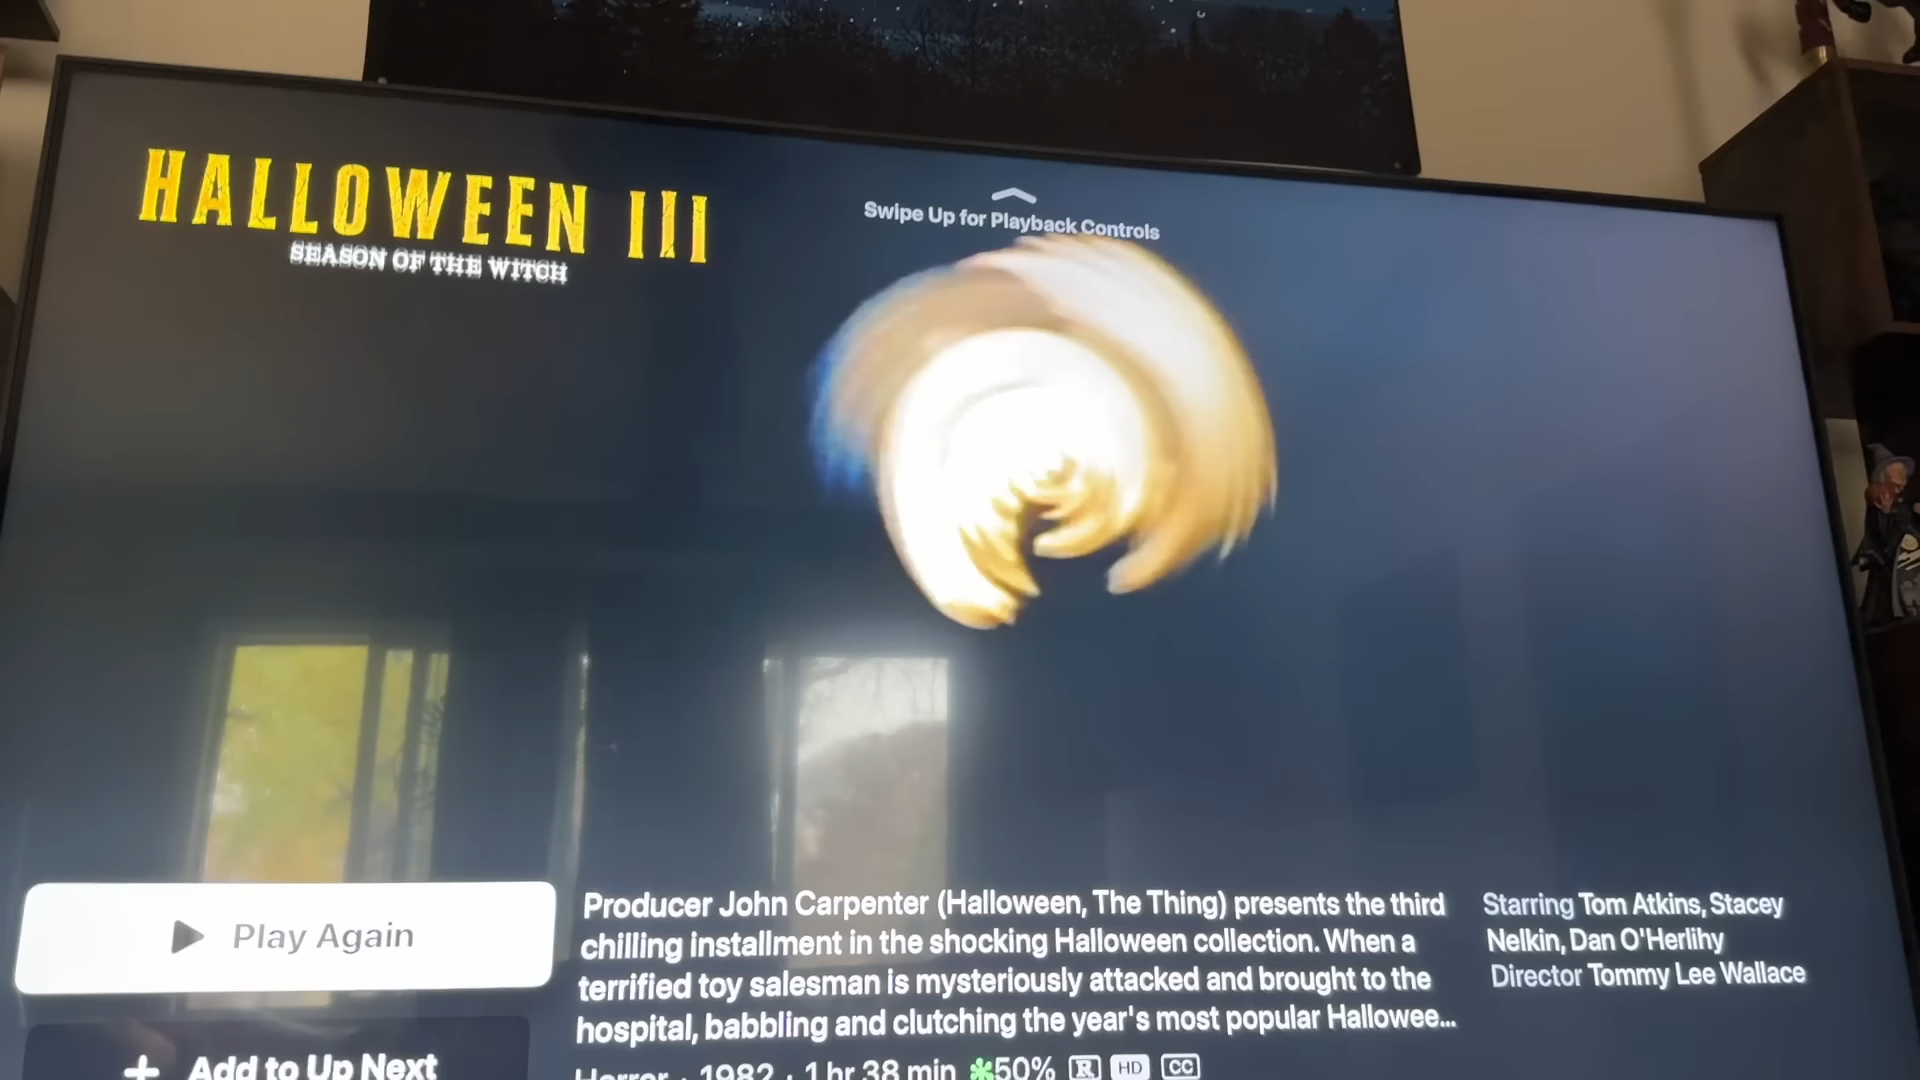 HALLOWEEN III
SEASON OF THE WITCH
Swipe Up for Playback Controls
Play Again
Add to Up Next
Producer John Carpenter (Halloween, The Thing) presents the third
chilling installment in the shocking Halloween collection. When a
terrified toy salesman is mysteriously attacked and brought to the
hospital, babbling and clutching the year's most popular Hallowee...
Horror · 1982 · 1 hr 38 min 50% R HD CC
Starring Tom Atkins, Stacey
Nelkin, Dan O'Herlihy
Director Tommy Lee Wallace